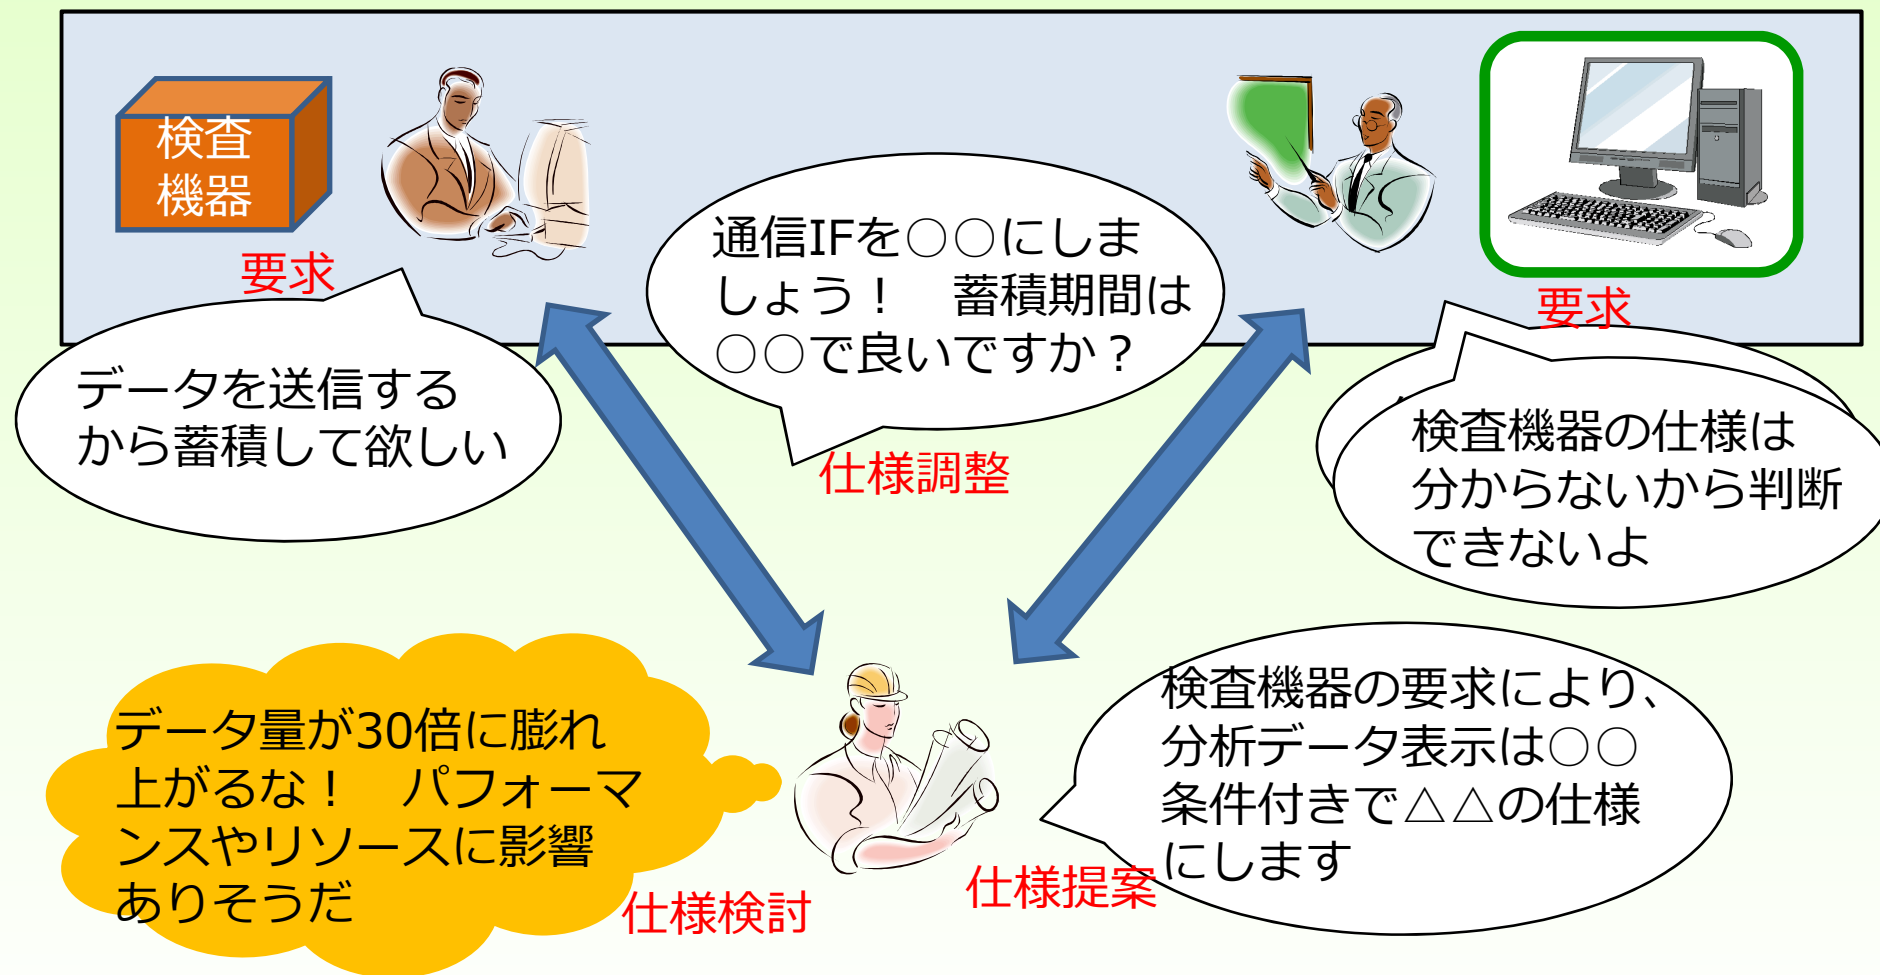 検査
機器
要求
データを送信する
から蓄積して欲しい
通信IFを○○にしま
しょう！　蓄積期間は
○○で良いですか？
仕様調整
要求
検査機器の仕様は
分からないから判断
できないよ
データ量が30倍に膨れ
上がるな！　パフォーマ
ンスやリソースに影響
ありそうだ
仕様検討
検査機器の要求により、
分析データ表示は○○
条件付きで△△の仕様
にします
仕様提案